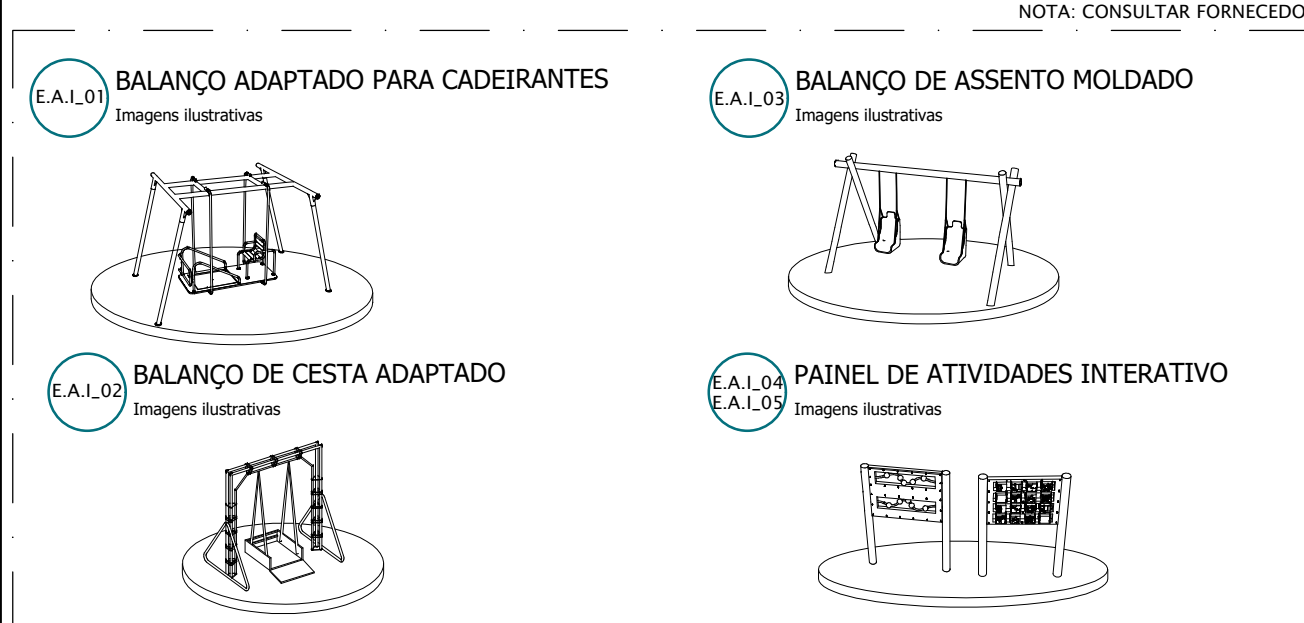 NOTA: CONSULTAR FORNECEDO
E.A.I_01
BALANÇO ADAPTADO PARA CADEIRANTES
Imagens ilustrativas
E.A.I_03
BALANÇO DE ASSENTO MOLDADO
Imagens ilustrativas
E.A.I_02
BALANÇO DE CESTA ADAPTADO
Imagens ilustrativas
E.A.I_04
E.A.I_05
PAINEL DE ATIVIDADES INTERATIVO
Imagens ilustrativas